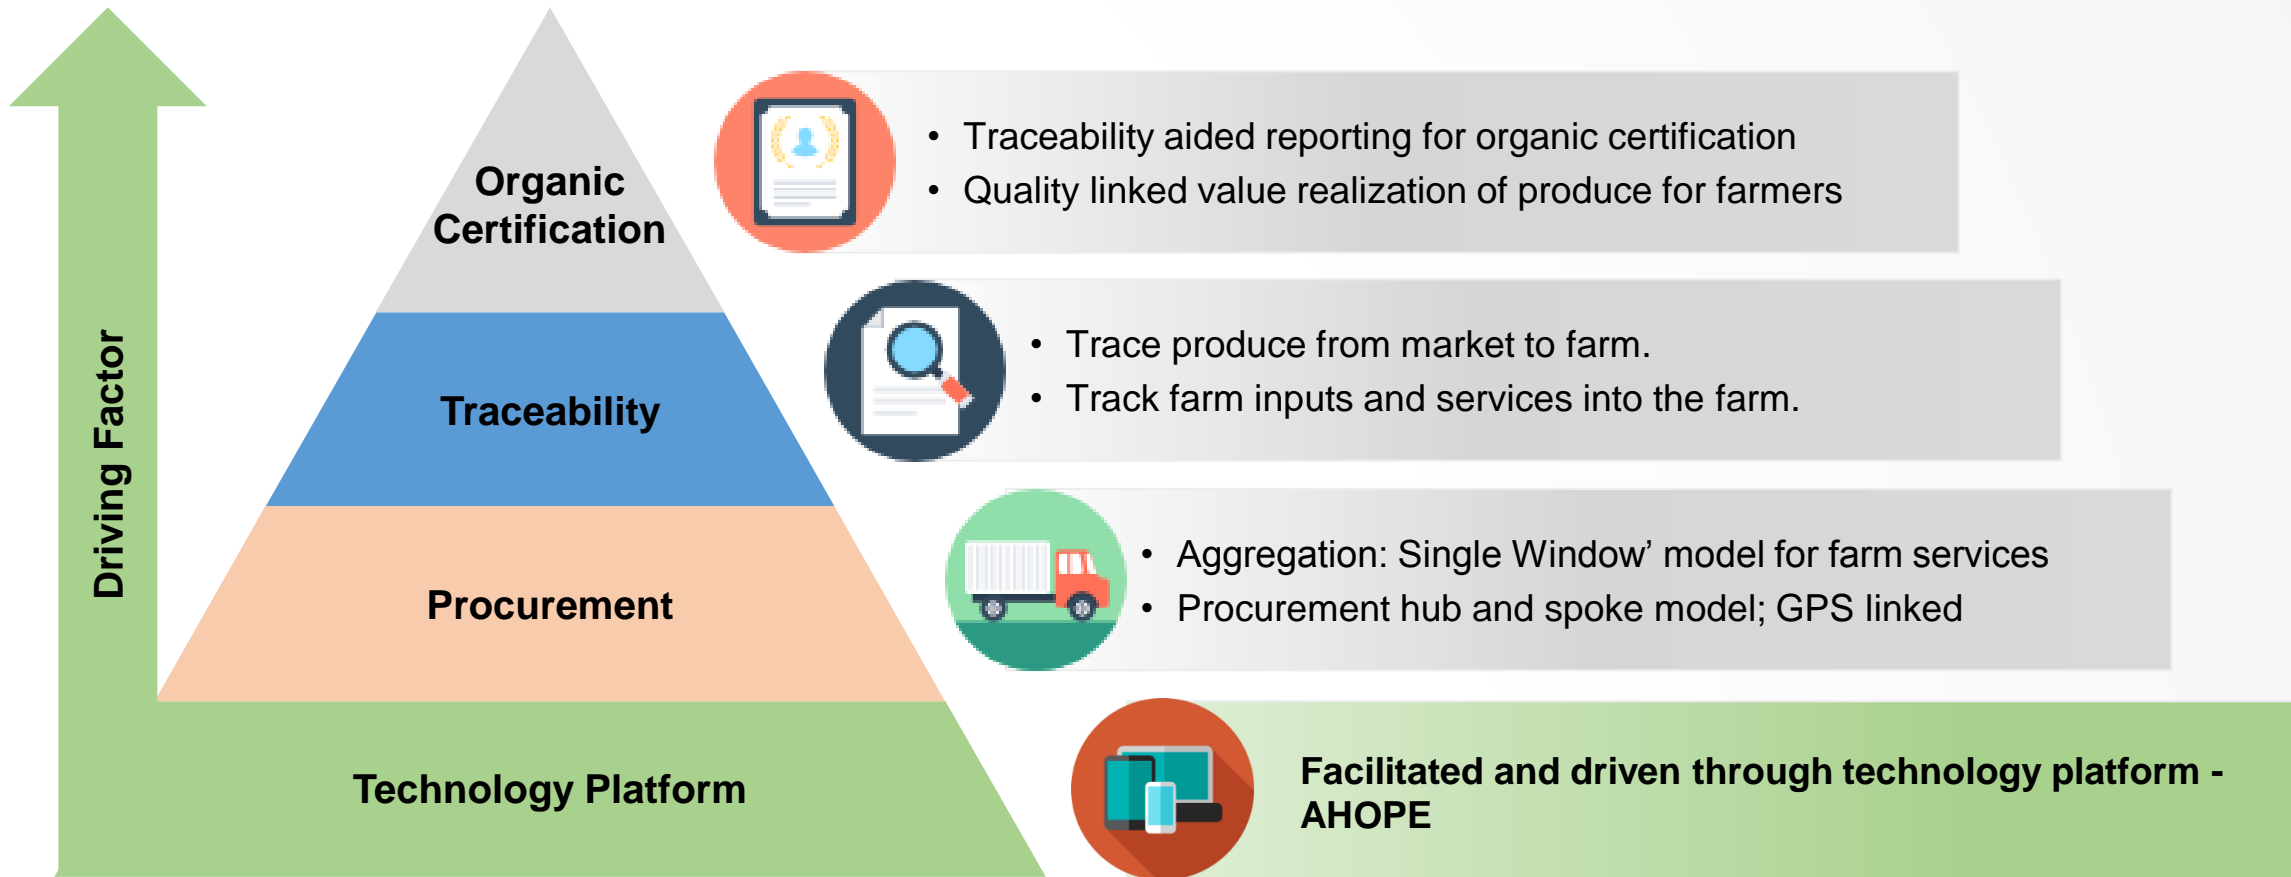 Driving Factor
Organic
Certification
• Traceability aided reporting for organic certification
• Quality linked value realization of produce for farmers
Traceability
• Trace produce from market to farm.
• Track farm inputs and services into the farm.
Procurement
• Aggregation: Single Window’ model for farm services
• Procurement hub and spoke model; GPS linked
Technology Platform
Facilitated and driven through technology platform -
AHOPE